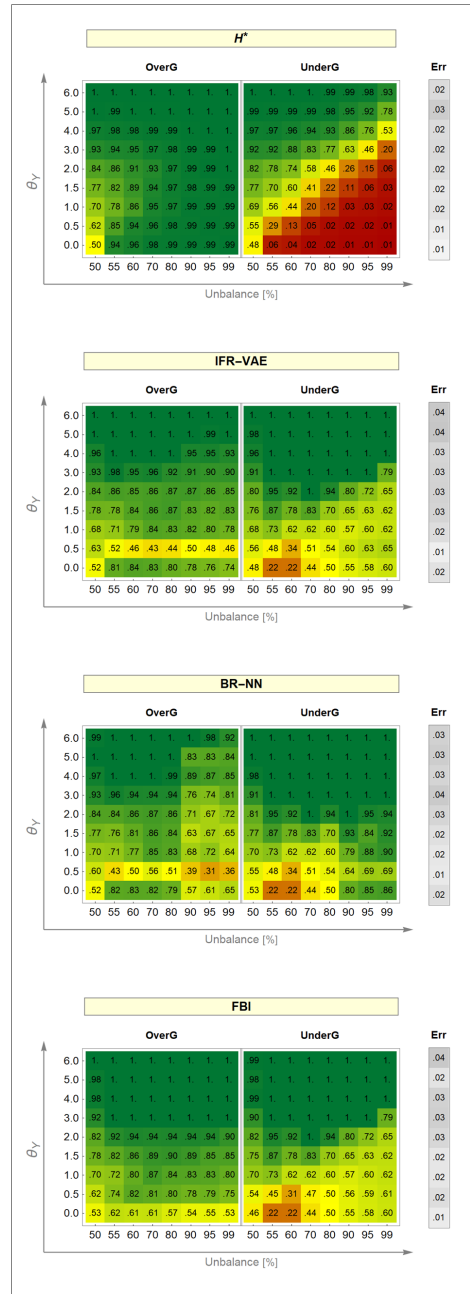 H*
OverG UnderG Err
6.0 1. 1. 1. 1. 1. 1. 1. 1. 1. 1. 1. 1. .99 .99 .98 .93 .02
5.0 1. .99 1. 1. 1. 1. 1. 1. .99 .99 .99 .99 .98 .95 .92 .78 .03
4.0 .97 .98 .98 .99 .99 1. 1. 1. .97 .97 .96 .94 .93 .86 .76 .53 .02
3.0 .93 .94 .95 .97 .98 .99 1. 1. .92 .92 .88 .83 .77 .63 .46 .20 .02
2.0 .84 .86 .91 .93 .97 .99 .99 1. .82 .78 .74 .58 .46 .26 .15 .06 .02
1.5 .77 .82 .89 .94 .97 .98 .99 .99 .77 .70 .60 .41 .22 .11 .06 .03 .02
1.0 .70 .78 .86 .95 .98 .99 .99 .99 .69 .56 .44 .20 .12 .03 .03 .02 .02
0.5 .62 .85 .94 .96 .98 .99 .99 .99 .55 .29 .13 .05 .02 .02 .02 .01 .01
0.0 .50 .94 .96 .98 .99 .99 .99 .99 .48 .06 .04 .02 .02 .01 .01 .01 .01
θY
50 55 60 70 80 90 95 99 50 55 60 70 80 90 95 99
Unbalance [%]
IFR–VAE
OverG UnderG Err
6.0 1. 1. 1. 1. 1. 1. 1. 1. 1. 1. 1. 1. 1. 1. 1. 1. .04
5.0 1. 1. 1. 1. 1. 1. .99 1. .98 1. 1. 1. 1. 1. 1. 1. .04
4.0 .96 1. 1. 1. 1. .95 .95 .93 .96 1. 1. 1. 1. 1. 1. 1. .03
3.0 .93 .98 .95 .96 .92 .91 .90 .90 .91 1. 1. 1. 1. 1. 1. .79 .03
2.0 .84 .86 .85 .86 .87 .87 .86 .85 .80 .95 .92 1. .94 .80 .72 .65 .03
1.5 .78 .78 .84 .85 .86 .83 .82 .83 .76 .87 .78 .83 .70 .65 .63 .62 .03
1.0 .68 .71 .79 .84 .83 .82 .80 .78 .68 .73 .62 .62 .60 .57 .60 .62 .02
0.5 .63 .52 .46 .43 .44 .50 .48 .46 .56 .48 .34 .51 .54 .60 .63 .65 .01
0.0 .52 .81 .84 .83 .80 .78 .76 .74 .48 .22 .22 .44 .50 .55 .58 .60 .02
θY
50 55 60 70 80 90 95 99 50 55 60 70 80 90 95 99
Unbalance [%]
BR–NN
OverG UnderG Err
6.0 .99 1. 1. 1. 1. 1. .98 .92 1. 1. 1. 1. 1. 1. 1. 1. .03
5.0 1. 1. 1. 1. 1. .83 .83 .84 1. 1. 1. 1. 1. 1. 1. 1. .03
4.0 .97 1. 1. 1. .99 .89 .87 .85 .98 1. 1. 1. 1. 1. 1. 1. .03
3.0 .93 .96 .94 .94 .94 .76 .74 .81 .91 1. 1. 1. 1. 1. 1. 1. .04
2.0 .84 .84 .86 .87 .86 .71 .67 .72 .81 .95 .92 1. .94 1. .95 .94 .03
1.5 .77 .76 .81 .86 .84 .63 .67 .65 .77 .87 .78 .83 .70 .93 .84 .92 .02
1.0 .70 .71 .77 .85 .83 .68 .72 .64 .70 .73 .62 .62 .60 .79 .88 .90 .03
0.5 .60 .43 .50 .56 .51 .39 .31 .36 .55 .48 .34 .51 .54 .64 .69 .69 .01
0.0 .52 .82 .83 .82 .79 .57 .61 .65 .53 .22 .22 .44 .50 .80 .85 .86 .02
θY
50 55 60 70 80 90 95 99 50 55 60 70 80 90 95 99
Unbalance [%]
FBI
OverG UnderG Err
6.0 1. 1. 1. 1. 1. 1. 1. 1. .99 1. 1. 1. 1. 1. 1. 1. .04
5.0 .98 1. 1. 1. 1. 1. 1. 1. .98 1. 1. 1. 1. 1. 1. 1. .02
4.0 .98 1. 1. 1. 1. 1. 1. 1. .99 1. 1. 1. 1. 1. 1. 1. .03
3.0 .92 1. 1. 1. 1. 1. 1. 1. .90 1. 1. 1. 1. 1. 1. .79 .02
2.0 .82 .92 .94 .94 .94 .94 .94 .90 .82 .95 .92 1. .94 .80 .72 .65 .03
1.5 .78 .82 .86 .89 .90 .90 .89 .85 .75 .87 .78 .83 .70 .65 .63 .62 .02
1.0 .70 .72 .80 .87 .84 .83 .83 .80 .70 .73 .62 .62 .60 .57 .60 .62 .02
0.5 .62 .74 .82 .81 .80 .78 .79 .75 .54 .45 .31 .47 .50 .56 .59 .61 .02
0.0 .53 .62 .61 .61 .57 .54 .55 .53 .46 .22 .22 .44 .50 .55 .58 .60 .01
θY
50 55 60 70 80 90 95 99 50 55 60 70 80 90 95 99
Unbalance [%]